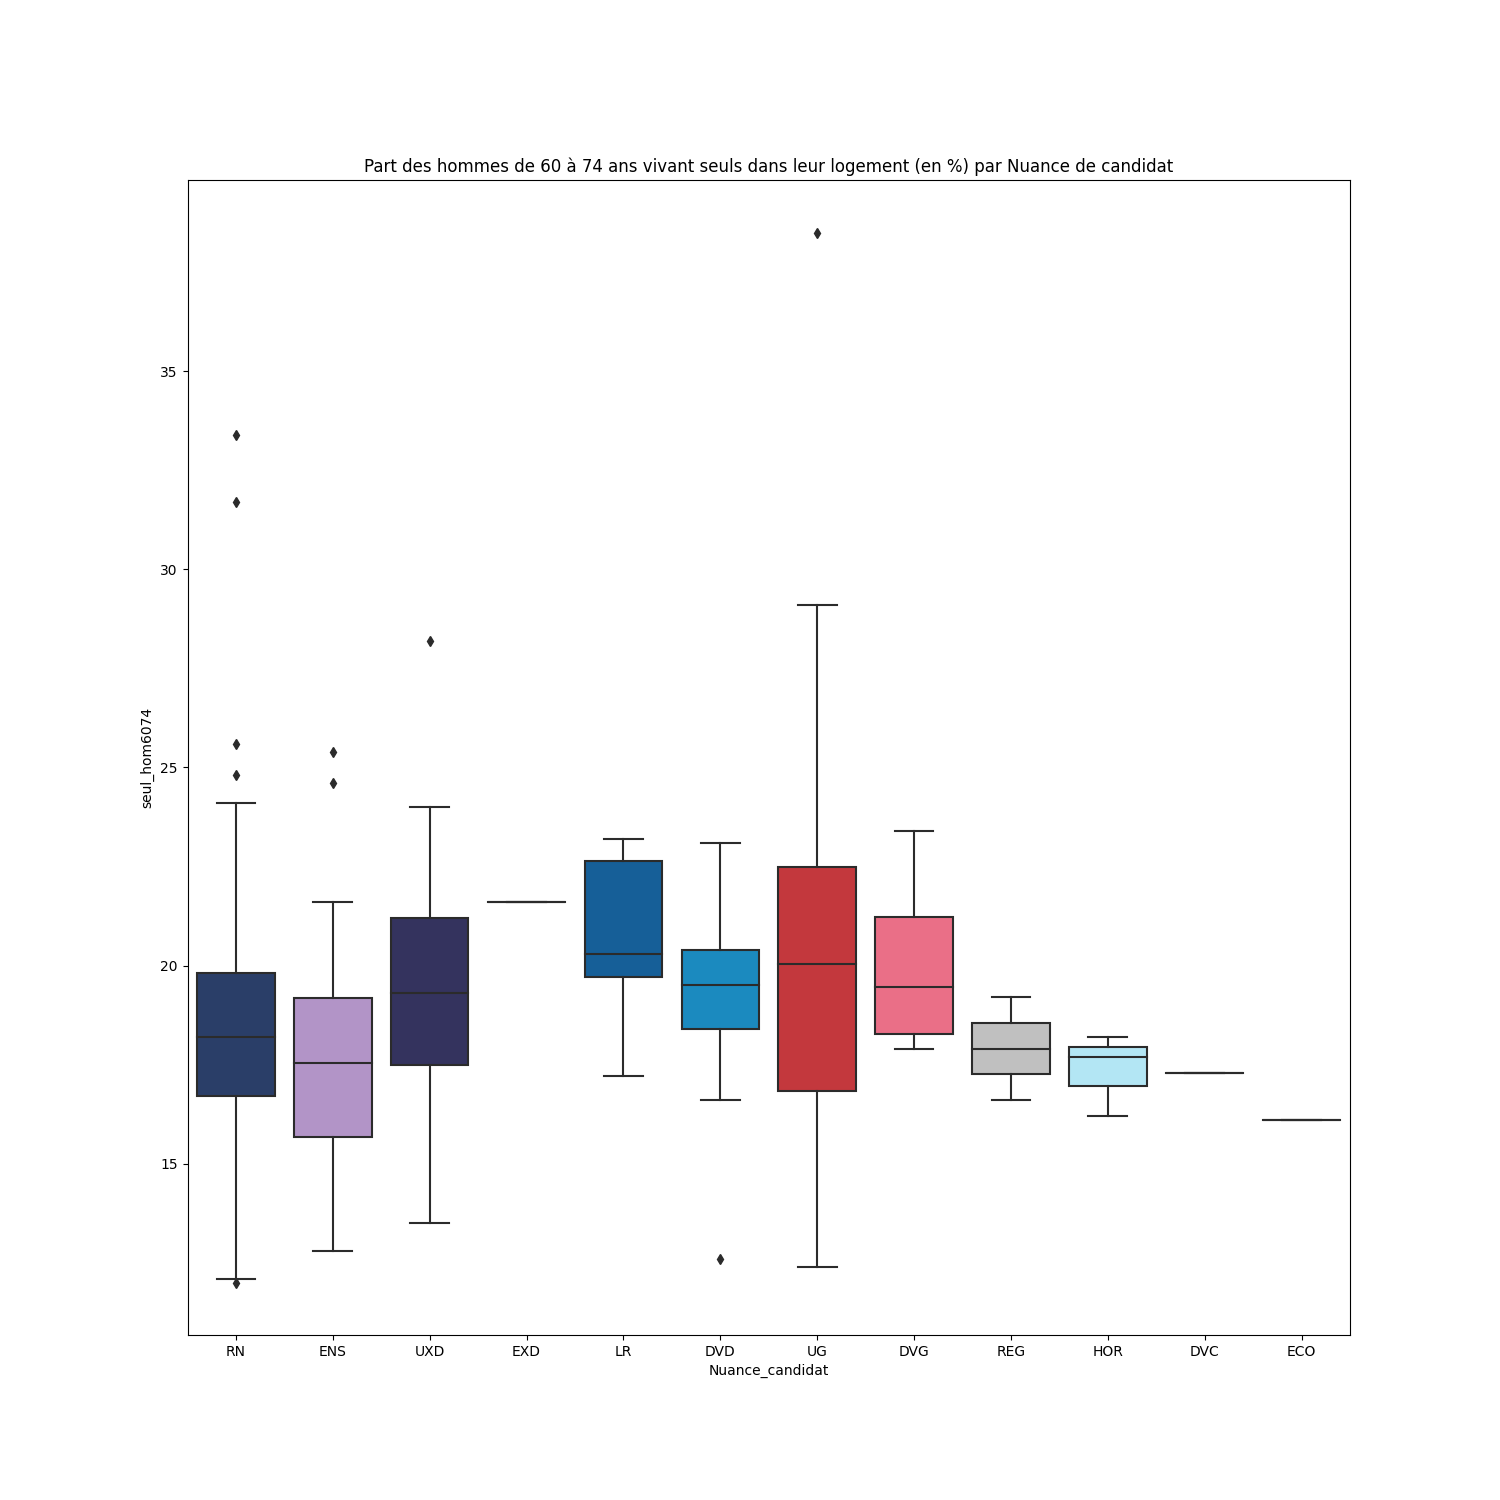 Part des hommes de 60 à 74 ans vivant seuls dans leur logement (en %) par Nuance de candidat
35
30
25
20
15
seul_hom6074
RN ENS UXD EXD LR DVD UG DVG REG HOR DVC ECO
Nuance_candidat